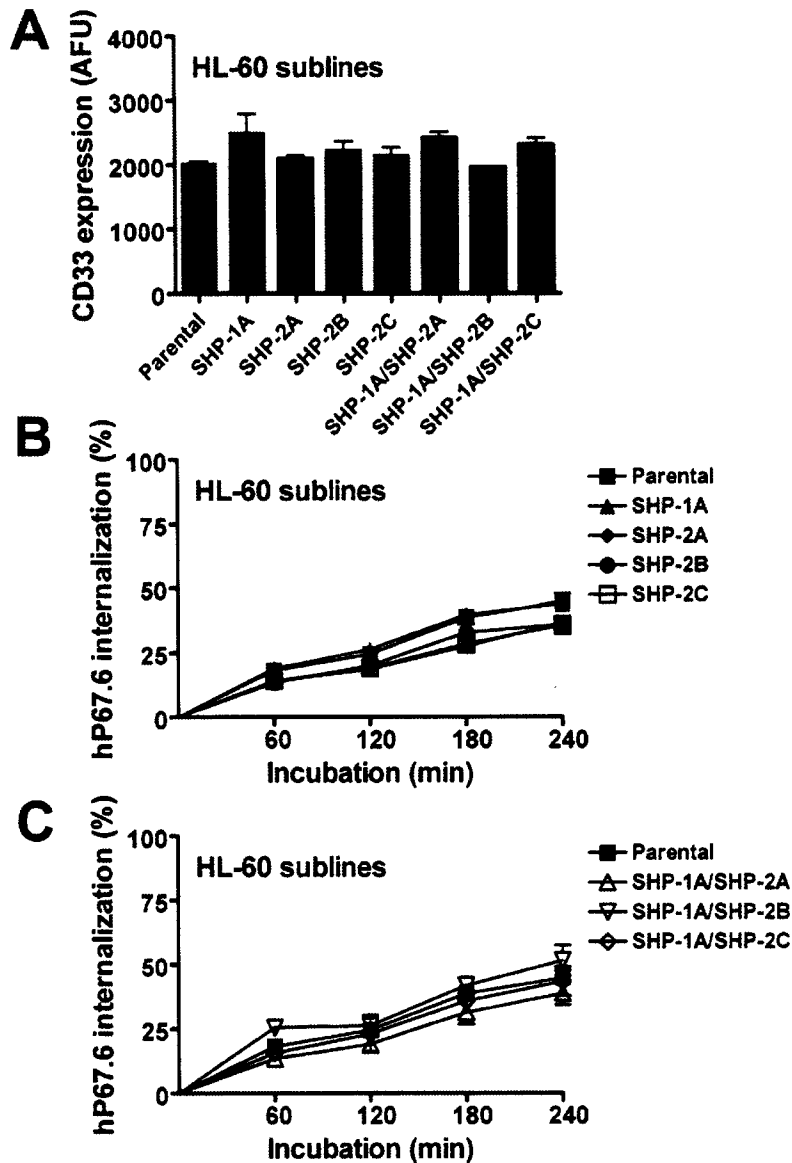 A
CD33 expression (AFU)
4000
3000
2000
1000
0
HL-60 sublines
Parental
SHP-1A
SHP-2A
SHP-2B
SHP-2C
SHP-1A/SHP-2A
SHP-1A/SHP-2B
SHP-1A/SHP-2C
B
hP67.6 internalization (%)
100
75
50
25
0
HL-60 sublines
Parental
SHP-1A
SHP-2A
SHP-2B
SHP-2C
60 120 180 240
Incubation (min)
C
hP67.6 internalization (%)
100
75
50
25
0
HL-60 sublines
Parental
SHP-1A/SHP-2A
SHP-1A/SHP-2B
SHP-1A/SHP-2C
60 120 180 240
Incubation (min)